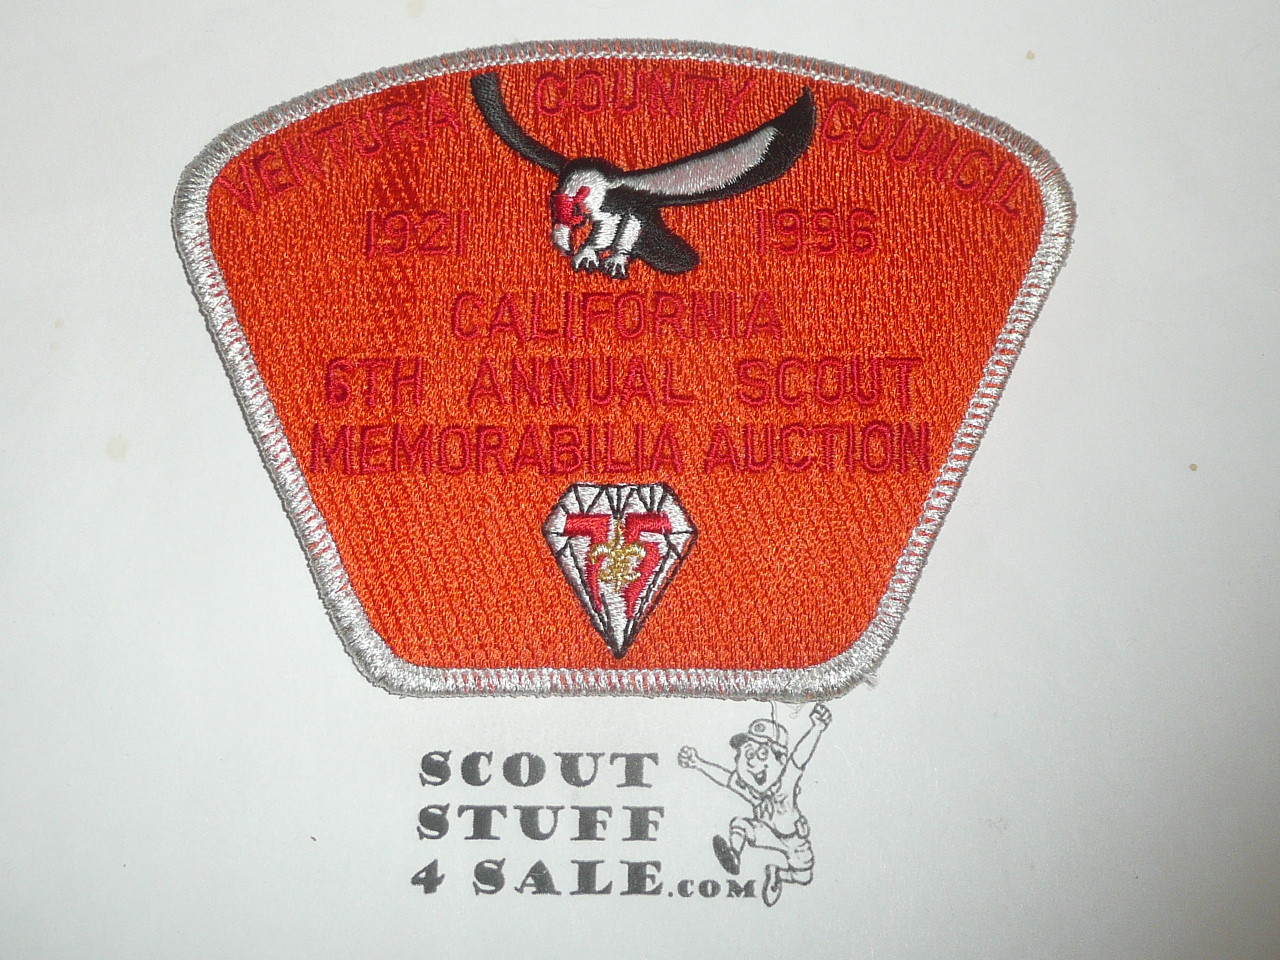 VENTURA COUNTY COUNCIL
1921 1996
CALIFORNIA
6TH ANNUAL SCOUT
MEMORABILIA AUCTION
75
SCOUT
STUFF
4 SALE.COM